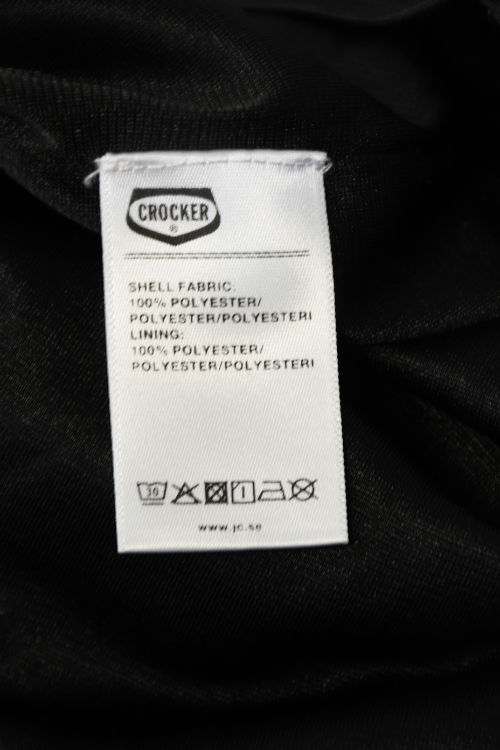 CROCKER
®
SHELL FABRIC:
100% POLYESTER/
POLYESTER/POLYESTERI
LINING:
100% POLYESTER/
POLYESTER/POLYESTERI
30
www.jc.se